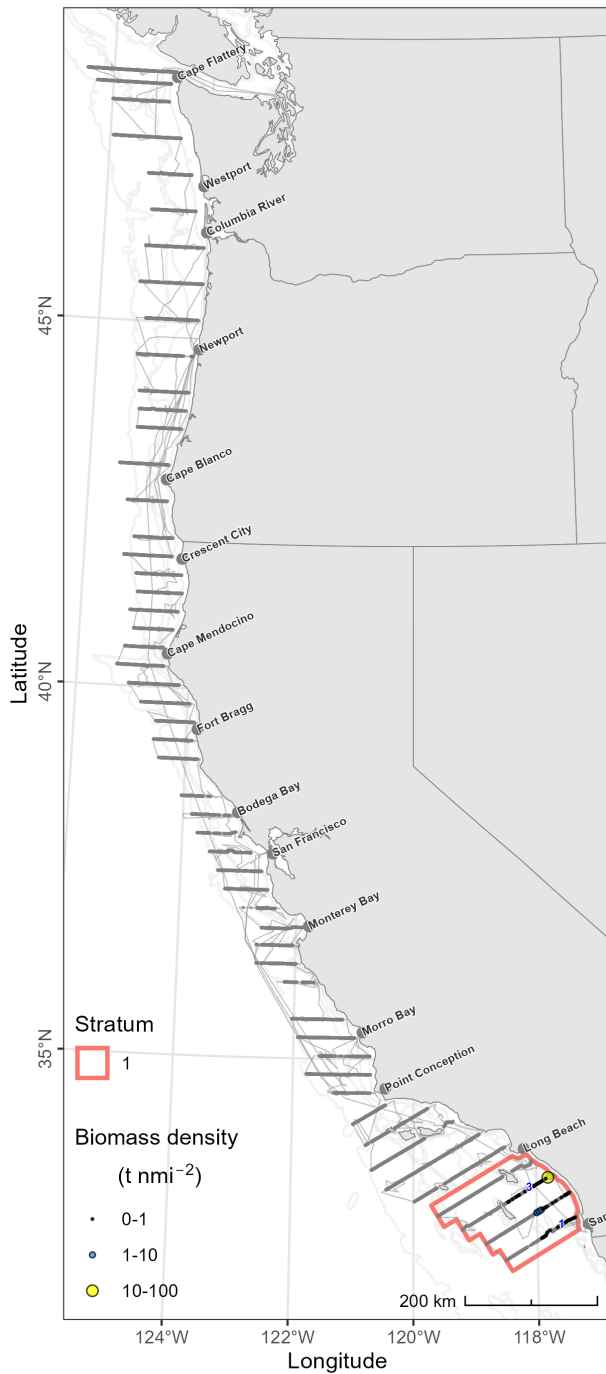 Cape Flattery
Westport
Columbia River
45°N
Newport
Cape Blanco
Crescent City
Cape Mendocino
Latitude
40°N
Fort Bragg
Bodega Bay
San Francisco
Monterey Bay
Stratum
1
Morro Bay
35°N
Point Conception
Biomass density
(t nmi⁻²)
0-1
1-10
10-100
Long Beach
3
1
San
200 km
124°W
122°W
120°W
118°W
Longitude